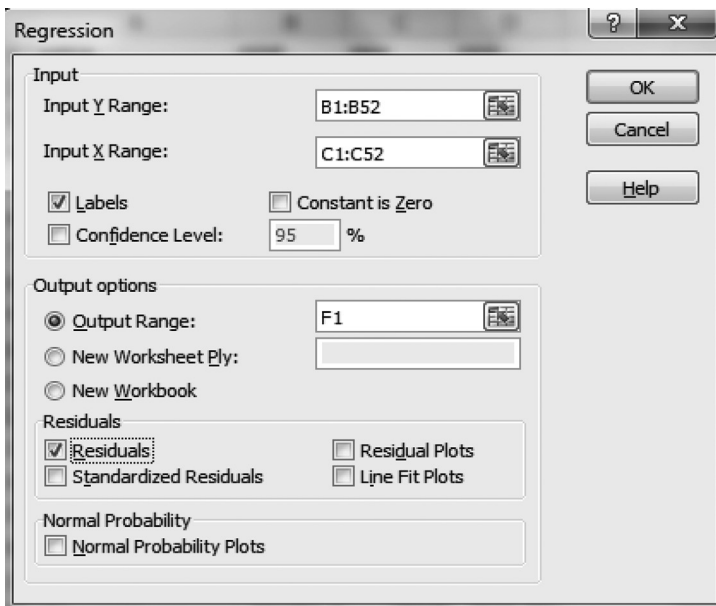 Regression
?
X
Input
Input Y Range:
B1:B52
OK
Input X Range:
C1:C52
Cancel
Labels
Constant is Zero
Help
Confidence Level:
95
%
Output options
Output Range:
F1
New Worksheet Ply:
New Workbook
Residuals
Residuals
Residual Plots
Standardized Residuals
Line Fit Plots
Normal Probability
Normal Probability Plots